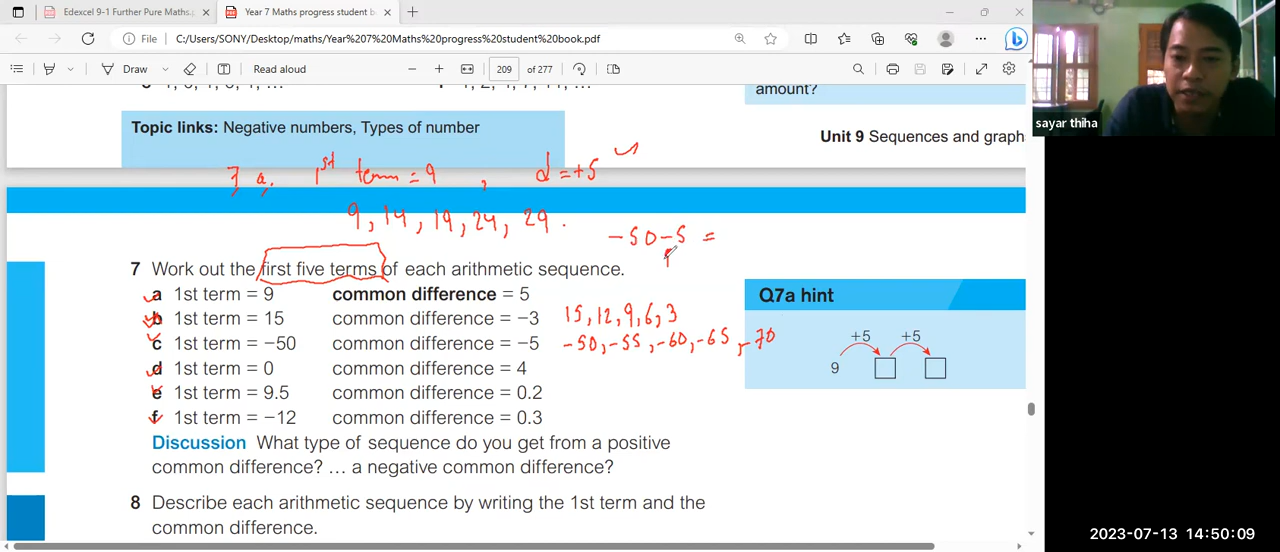 Edexcel 9-1 Further Pure Maths.p
Year 7 Maths progress student b
File C:/Users/SONY/Desktop/maths/Year%2007%20Maths%20progress%20student%20book.pdf
Draw Read aloud 209 of 277
amount?
Topic links: Negative numbers, Types of number
Unit 9 Sequences and graph
7 a. 1st term = 9 , d = +5
9, 14, 19, 24, 29.
-50-5 =
7 Work out the first five terms of each arithmetic sequence.
a 1st term = 9 common difference = 5
b 1st term = 15 common difference = −3 15, 12, 9, 6, 3
c 1st term = −50 common difference = −5 -50, -55, -60, -65, -70
d 1st term = 0 common difference = 4
e 1st term = 9.5 common difference = 0.2
f 1st term = −12 common difference = 0.3
Discussion What type of sequence do you get from a positive
common difference? … a negative common difference?
8 Describe each arithmetic sequence by writing the 1st term and the
common difference.
Q7a hint
+5 +5
9
sayar thiha
2023-07-13 14:50:09